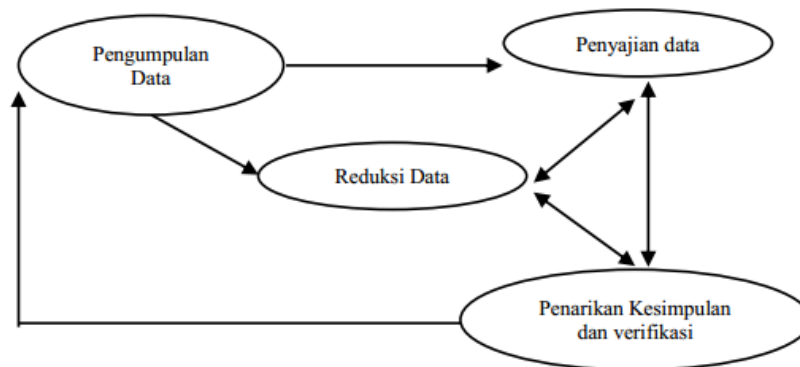 Pengumpulan
Data
Penyajian data
Reduksi Data
Penarikan Kesimpulan
dan verifikasi